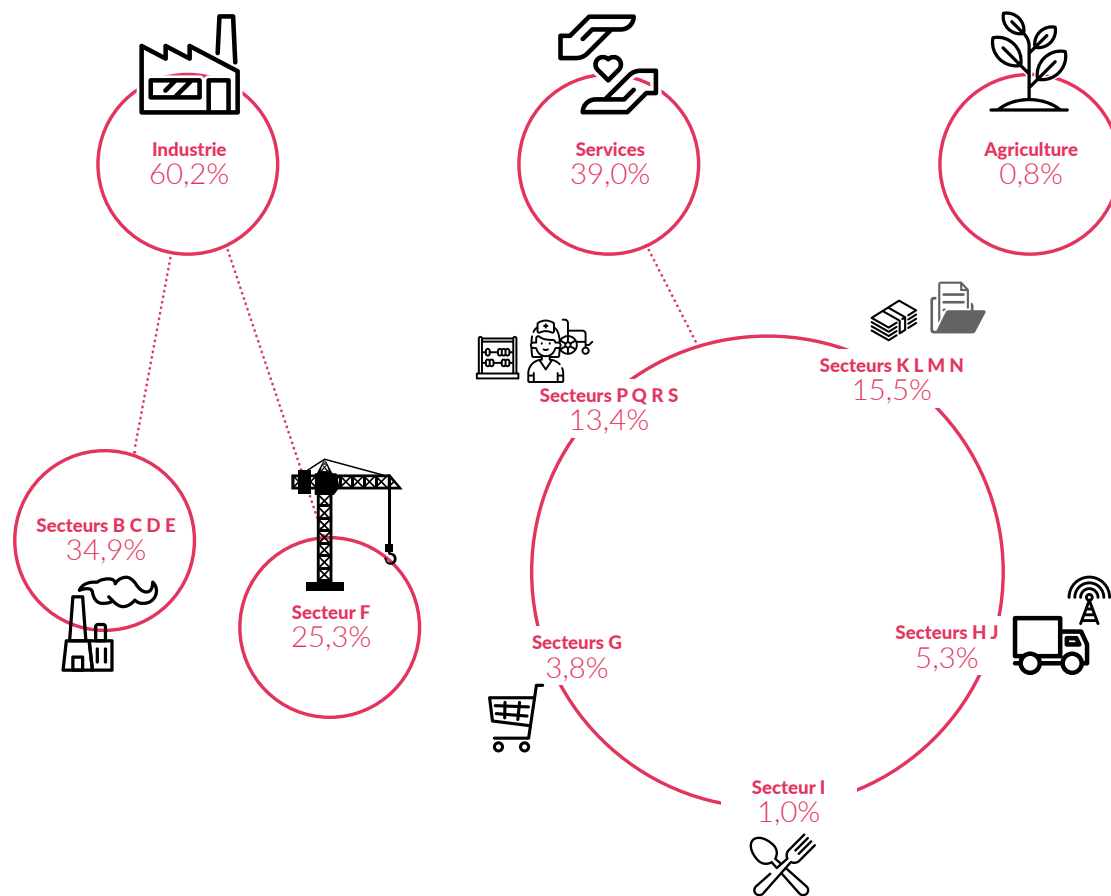 Industrie
60,2%
Services
39,0%
Agriculture
0,8%
Secteurs K L M N
15,5%
Secteurs P Q R S
13,4%
Secteurs B C D E
34,9%
Secteur F
25,3%
Secteurs G
3,8%
Secteurs H J
5,3%
Secteur I
1,0%